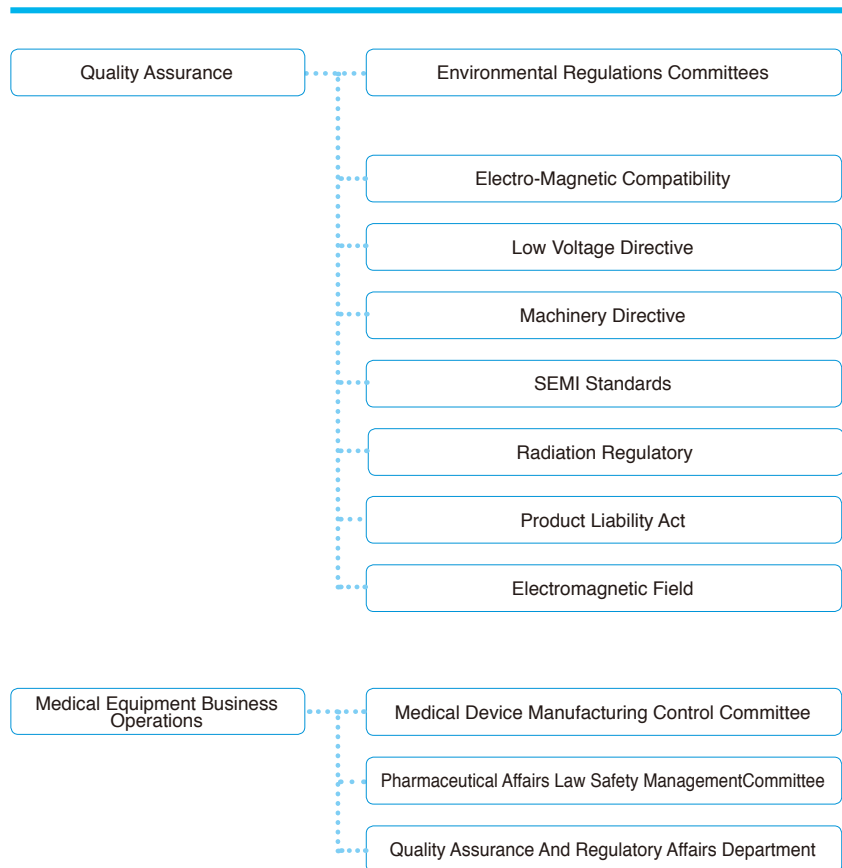 Quality Assurance
Environmental Regulations Committees
Electro-Magnetic Compatibility
Low Voltage Directive
Machinery Directive
SEMI Standards
Radiation Regulatory
Product Liability Act
Electromagnetic Field
Medical Equipment Business
Operations
Medical Device Manufacturing Control Committee
Pharmaceutical Affairs Law Safety ManagementCommittee
Quality Assurance And Regulatory Affairs Department